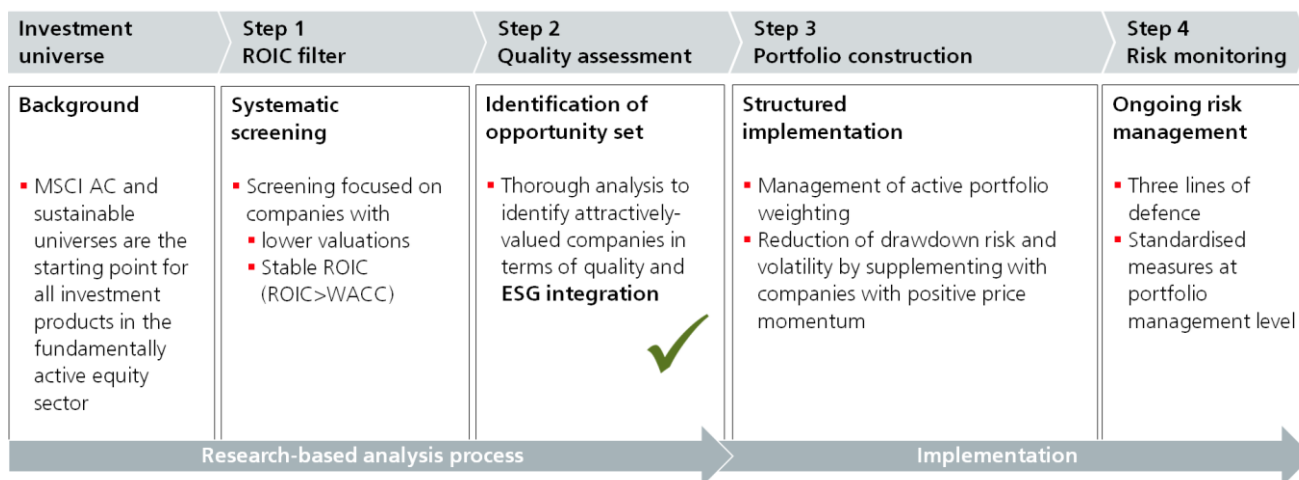 Investment
universe
Step 1
ROIC filter
Step 2
Quality assessment
Step 3
Portfolio construction
Step 4
Risk monitoring
Background
▪ MSCI AC and
sustainable
universes are the
starting point for
all investment
products in the
fundamentally
active equity
sector
Systematic
screening
▪ Screening focused on
companies with
▪ lower valuations
▪ Stable ROIC
(ROIC>WACC)
Identification of
opportunity set
▪ Thorough analysis to
identify attractively-
valued companies in
terms of quality and
ESG integration
Structured
implementation
▪ Management of active portfolio
weighting
▪ Reduction of drawdown risk and
volatility by supplementing with
companies with positive price
momentum
Ongoing risk
management
▪ Three lines of
defence
▪ Standardised
measures at
portfolio
management level
Research-based analysis process
Implementation